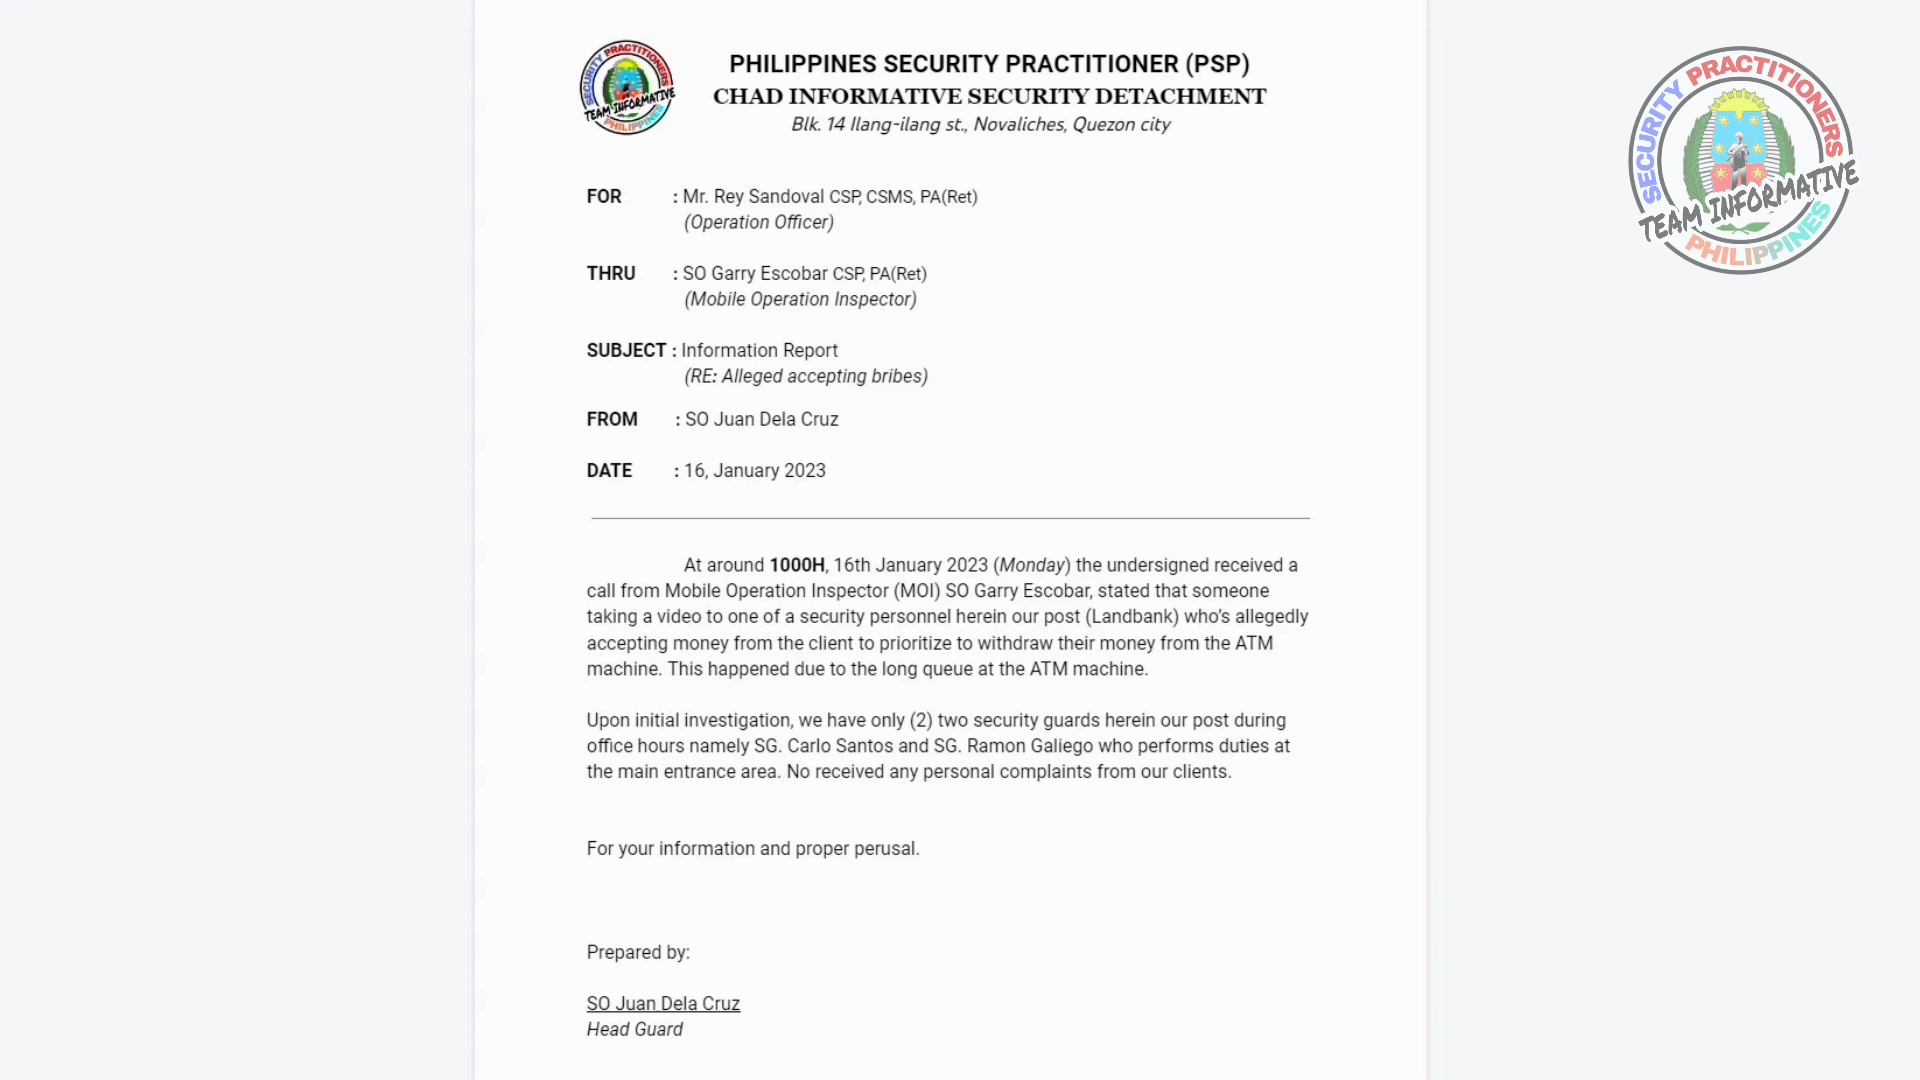 PHILIPPINES SECURITY PRACTITIONER (PSP)
CHAD INFORMATIVE SECURITY DETACHMENT
Blk. 14 Ilang-ilang st., Novaliches, Quezon city
SECURITY PRACTITIONERS
TEAM INFORMATIVE
PHILIPPINES
SECURITY PRACTITIONERS
TEAM INFORMATIVE
PHILIPPINES
FOR : Mr. Rey Sandoval CSP, CSMS, PA(Ret)
(Operation Officer)
THRU : SO Garry Escobar CSP, PA(Ret)
(Mobile Operation Inspector)
SUBJECT : Information Report
(RE: Alleged accepting bribes)
FROM : SO Juan Dela Cruz
DATE : 16, January 2023
At around 1000H, 16th January 2023 (Monday) the undersigned received a
call from Mobile Operation Inspector (MOI) SO Garry Escobar, stated that someone
taking a video to one of a security personnel herein our post (Landbank) who's allegedly
accepting money from the client to prioritize to withdraw their money from the ATM
machine. This happened due to the long queue at the ATM machine.
Upon initial investigation, we have only (2) two security guards herein our post during
office hours namely SG. Carlo Santos and SG. Ramon Galiego who performs duties at
the main entrance area. No received any personal complaints from our clients.
For your information and proper perusal.
Prepared by:
SO Juan Dela Cruz
Head Guard